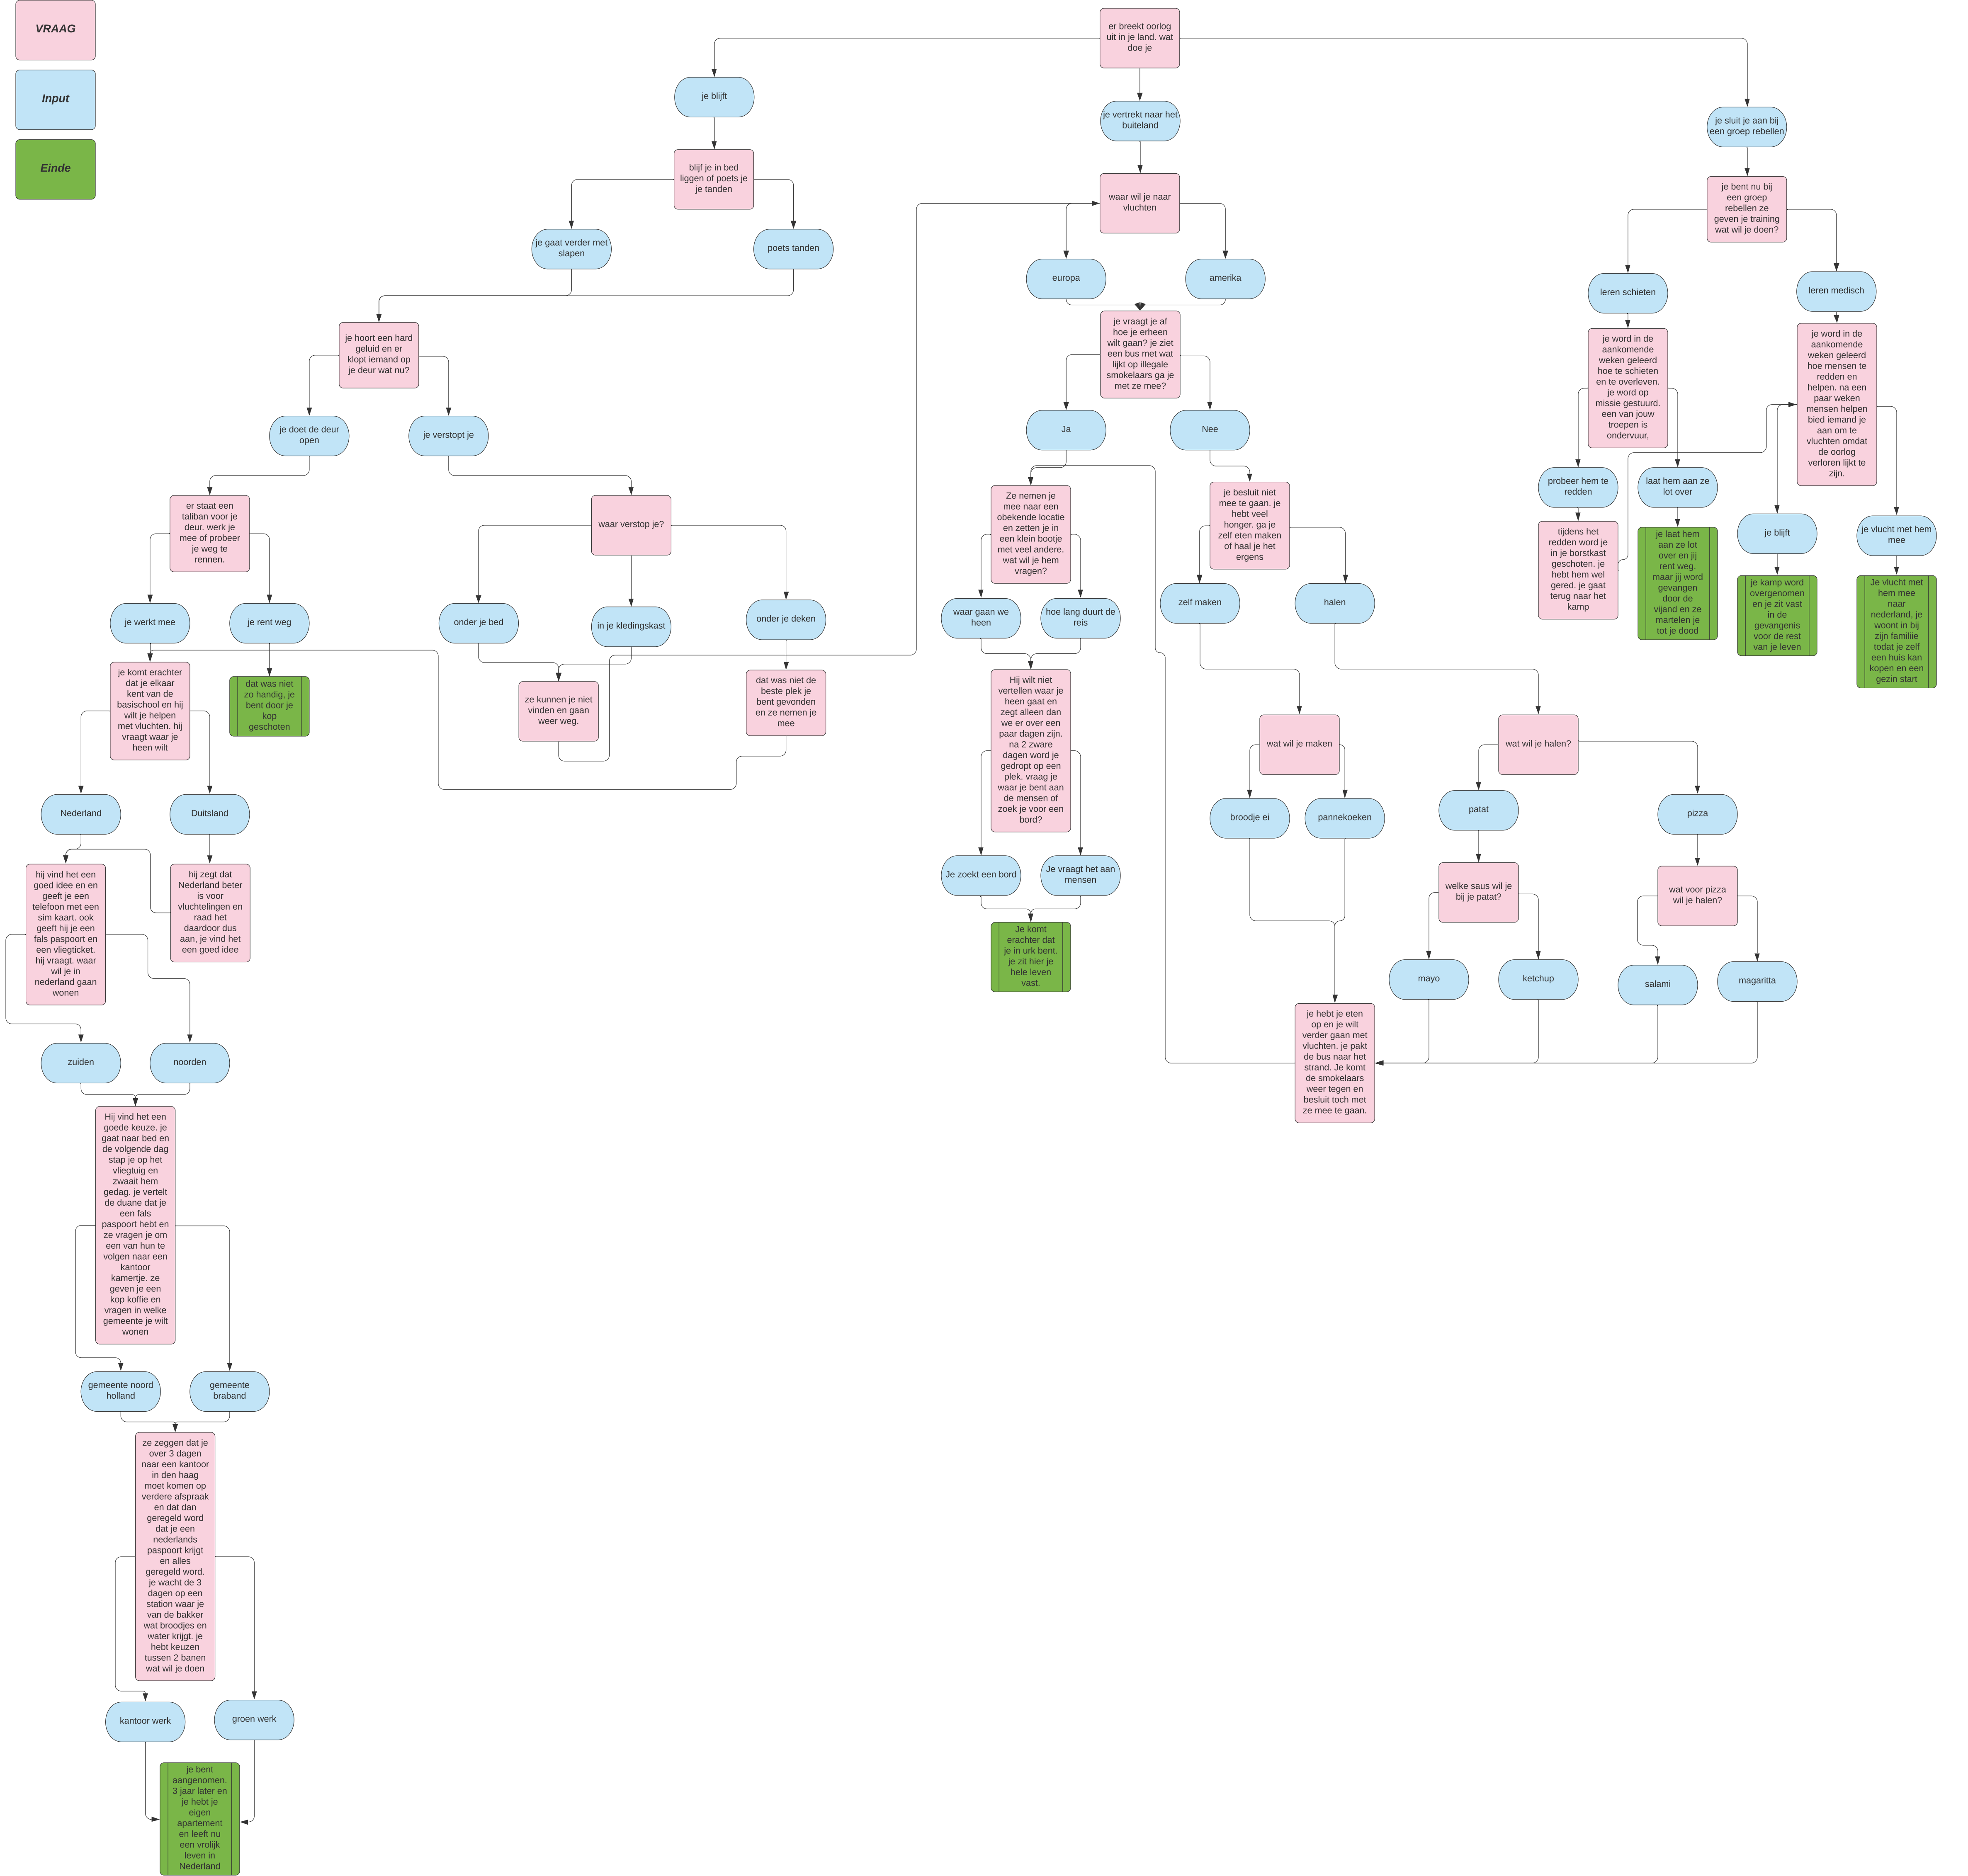 VRAAG
Input
Einde
er breekt oorlog
uit in je land. wat
doe je
je blijft
je vertrekt naar het
buiteland
je sluit je aan bij
een groep rebellen
blijf je in bed
liggen of poets je
je tanden
waar wil je naar
vluchten
je bent nu bij
een groep
rebellen ze
geven je training
wat wil je doen?
je gaat verder met
slapen
poets tanden
europa
amerika
leren schieten
leren medisch
je hoort een hard
geluid en er
klopt iemand op
je deur wat nu?
je vraagt je af
hoe je erheen
wilt gaan? je ziet
een bus met wat
lijkt op illegale
smokelaars ga je
met ze mee?
je word in de
aankomende
weken geleerd
hoe te schieten
en te overleven.
je word op
missie gestuurd.
een van jouw
troepen is
ondervuur,
je word in de
aankomende
weken geleerd
hoe mensen te
redden en
helpen. na een
paar weken
mensen helpen
bied iemand je
aan om te
vluchten omdat
de oorlog
verloren lijkt te
zijn.
je doet de deur
open
je verstopt je
Ja
Nee
er staat een
taliban voor je
deur. werk je
mee of probeer
je weg te
rennen.
waar verstop je?
Ze nemen je
mee naar een
obekende locatie
en zetten je in
een klein bootje
met veel andere.
wat wil je hem
vragen?
je besluit niet
mee te gaan. je
hebt veel
honger. ga je
zelf eten maken
of haal je het
ergens
probeer hem te
redden
laat hem aan ze
lot over
tijdens het
redden word je
in je borstkast
geschoten. je
hebt hem wel
gered. je gaat
terug naar het
kamp
je laat hem
aan ze lot
over en jij
rent weg.
maar jij word
gevangen
door de
vijand en ze
martelen je
tot je dood
je blijft
je vlucht met hem
mee
je kamp word
overgenomen
en je zit vast
in de
gevangenis
voor de rest
van je leven
Je vlucht met
hem mee
naar
nederland, je
woont in bij
zijn familiie
todat je zelf
een huis kan
kopen en een
gezin start
je werkt mee
je rent weg
onder je bed
in je kledingskast
onder je deken
waar gaan we
heen
hoe lang duurt de
reis
zelf maken
halen
je komt erachter
dat je elkaar
kent van de
basischool en hij
wilt je helpen
met vluchten. hij
vraagt waar je
heen wilt
dat was niet
zo handig, je
bent door je
kop
geschoten
ze kunnen je niet
vinden en gaan
weer weg.
dat was niet de
beste plek je
bent gevonden
en ze nemen je
mee
Hij wilt niet
vertellen waar je
heen gaat en
zegt alleen dan
we er over een
paar dagen zijn.
na 2 zware
dagen word je
gedropt op een
plek. vraag je
waar je bent aan
de mensen of
zoek je voor een
bord?
wat wil je maken
wat wil je halen?
Nederland
Duitsland
broodje ei
pannekoeken
patat
pizza
hij vind het een
goed idee en en
geeft je een
telefoon met een
sim kaart. ook
geeft hij je een
fals paspoort en
een vliegticket.
hij vraagt. waar
wil je in
nederland gaan
wonen
hij zegt dat
Nederland beter
is voor
vluchtelingen en
raad het
daardoor dus
aan, je vind het
een goed idee
Je zoekt een bord
Je vraagt het aan
mensen
welke saus wil je
bij je patat?
wat voor pizza
wil je halen?
Je komt
erachter dat
je in urk bent.
je zit hier je
hele leven
vast.
mayo
ketchup
salami
magaritta
je hebt je eten
op en je wilt
verder gaan met
vluchten. je pakt
de bus naar het
strand. Je komt
de smokelaars
weer tegen en
besluit toch met
ze mee te gaan.
zuiden
noorden
Hij vind het een
goede keuze. je
gaat naar bed en
de volgende dag
stap je op het
vliegtuig en
zwaait hem
gedag. je vertelt
de duane dat je
een fals
paspoort hebt en
ze vragen je om
een van hun te
volgen naar een
kantoor
kamertje. ze
geven je een
kop koffie en
vragen in welke
gemeente je wilt
wonen
gemeente noord
holland
gemeente
braband
ze zeggen dat je
over 3 dagen
naar een kantoor
in den haag
moet komen op
verdere afspraak
en dat dan
geregeld word
dat je een
nederlands
paspoort krijgt
en alles
geregeld word.
je wacht de 3
dagen op een
station waar je
van de bakker
wat broodjes en
water krijgt. je
hebt keuzen
tussen 2 banen
wat wil je doen
kantoor werk
groen werk
je bent
aangenomen.
3 jaar later en
je hebt je
eigen
apartement
en leeft nu
een vrolijk
leven in
Nederland